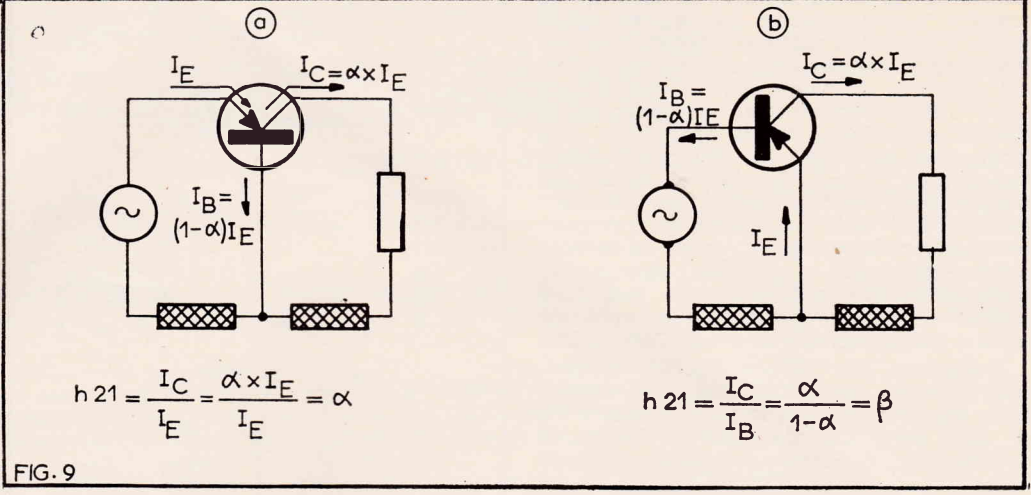 a
I_E
I_C = α x I_E
I_B =
(1-α)I_E
~
h 21 = I_C / I_E = α x I_E / I_E = α
b
I_C = α x I_E
I_B =
(1-α)IE
~
I_E
h 21 = I_C / I_B = α / 1-α = β
FIG. 9